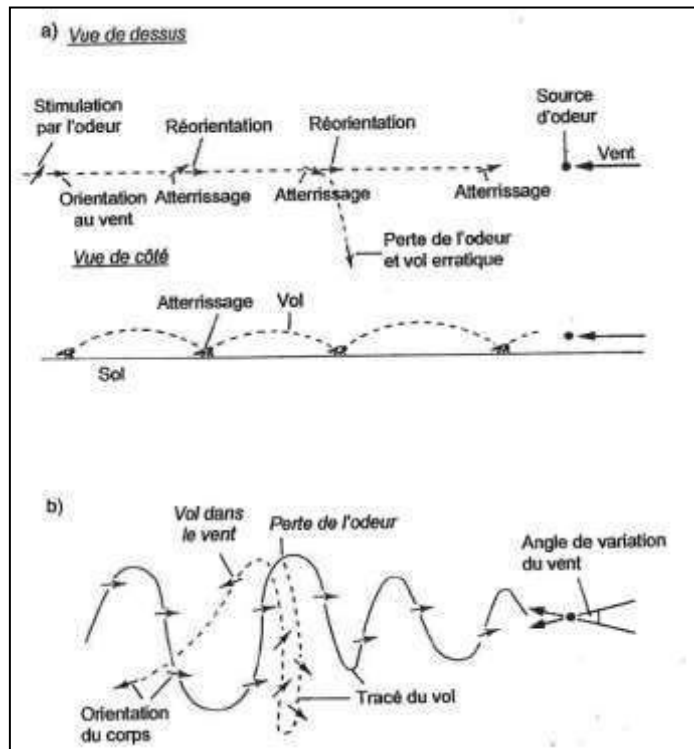 a) Vue de dessus
Stimulation
par l'odeur
Réorientation
Réorientation
Source
d'odeur
Vent
Orientation
au vent
Atterrissage
Atterrissage
Atterrissage
Perte de l'odeur
et vol erratique
Vue de côté
Atterrissage
Vol
Sol
b)
Vol dans
le vent
Perte de l'odeur
Angle de variation
du vent
Orientation
du corps
Tracé du vol